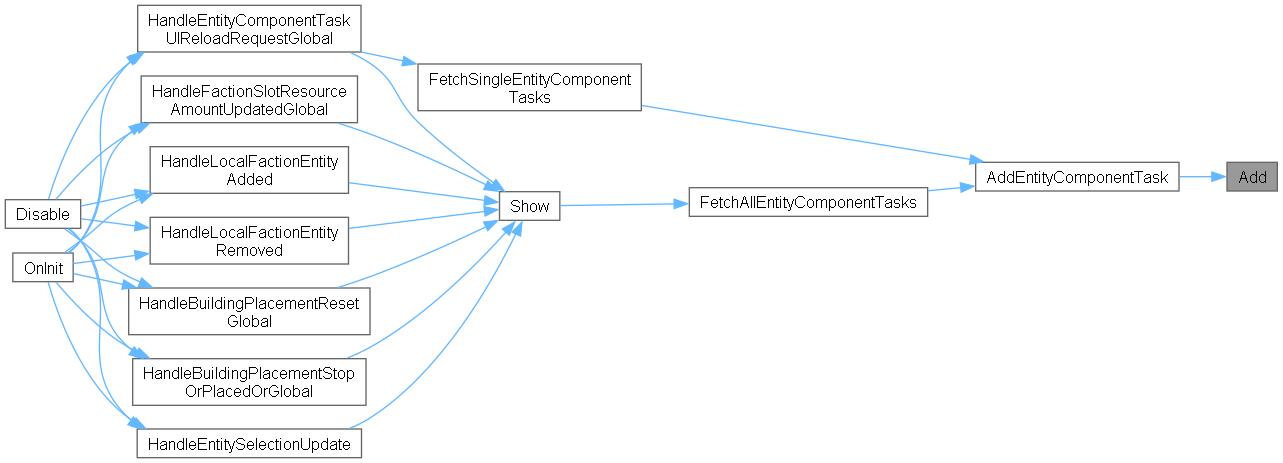 HandleEntityComponentTask
UIReloadRequestGlobal
HandleFactionSlotResource
AmountUpdatedGlobal
HandleLocalFactionEntity
Added
HandleLocalFactionEntity
Removed
HandleBuildingPlacementReset
Global
HandleBuildingPlacementStop
OrPlacedOrGlobal
HandleEntitySelectionUpdate
Disable
OnInit
FetchSingleEntityComponent
Tasks
Show
FetchAllEntityComponentTasks
AddEntityComponentTask
Add